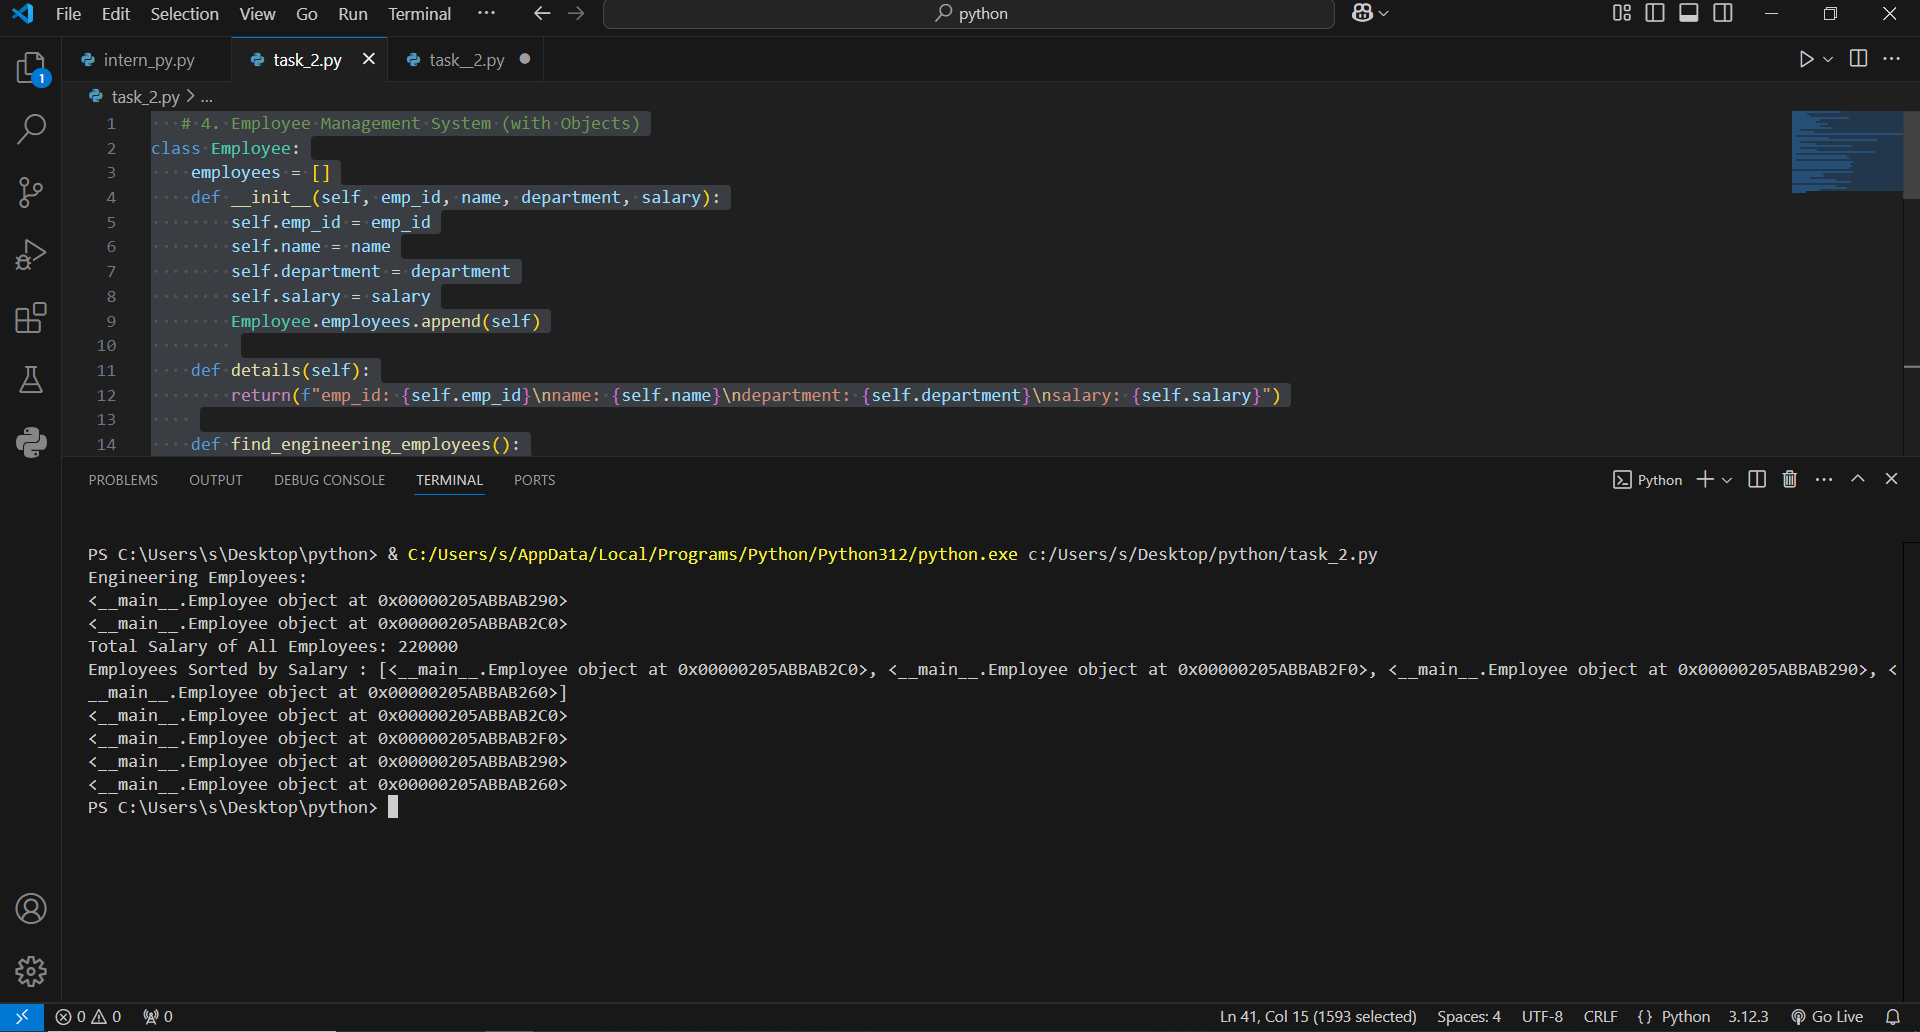 File Edit Selection View Go Run Terminal ··· python
intern_py.py task_2.py task__2.py
task_2.py > ...
1 # 4. Employee Management System (with Objects)
2 class Employee:
3 employees = []
4 def __init__(self, emp_id, name, department, salary):
5 self.emp_id = emp_id
6 self.name = name
7 self.department = department
8 self.salary = salary
9 Employee.employees.append(self)
10
11 def details(self):
12 return(f"emp_id: {self.emp_id}\nname: {self.name}\ndepartment: {self.department}\nsalary: {self.salary}")
13
14 def find_engineering_employees():
1
PROBLEMS OUTPUT DEBUG CONSOLE TERMINAL PORTS Python
PS C:\Users\s\Desktop\python> & C:/Users/s/AppData/Local/Programs/Python/Python312/python.exe c:/Users/s/Desktop/python/task_2.py
Engineering Employees:
<__main__.Employee object at 0x00000205ABBAB290>
<__main__.Employee object at 0x00000205ABBAB2C0>
Total Salary of All Employees: 220000
Employees Sorted by Salary : [<__main__.Employee object at 0x00000205ABBAB2C0>, <__main__.Employee object at 0x00000205ABBAB2F0>, <__main__.Employee object at 0x00000205ABBAB290>, <
__main__.Employee object at 0x00000205ABBAB260>]
<__main__.Employee object at 0x00000205ABBAB2C0>
<__main__.Employee object at 0x00000205ABBAB2F0>
<__main__.Employee object at 0x00000205ABBAB290>
<__main__.Employee object at 0x00000205ABBAB260>
PS C:\Users\s\Desktop\python>
0 0 0 Ln 41, Col 15 (1593 selected) Spaces: 4 UTF-8 CRLF {} Python 3.12.3 Go Live